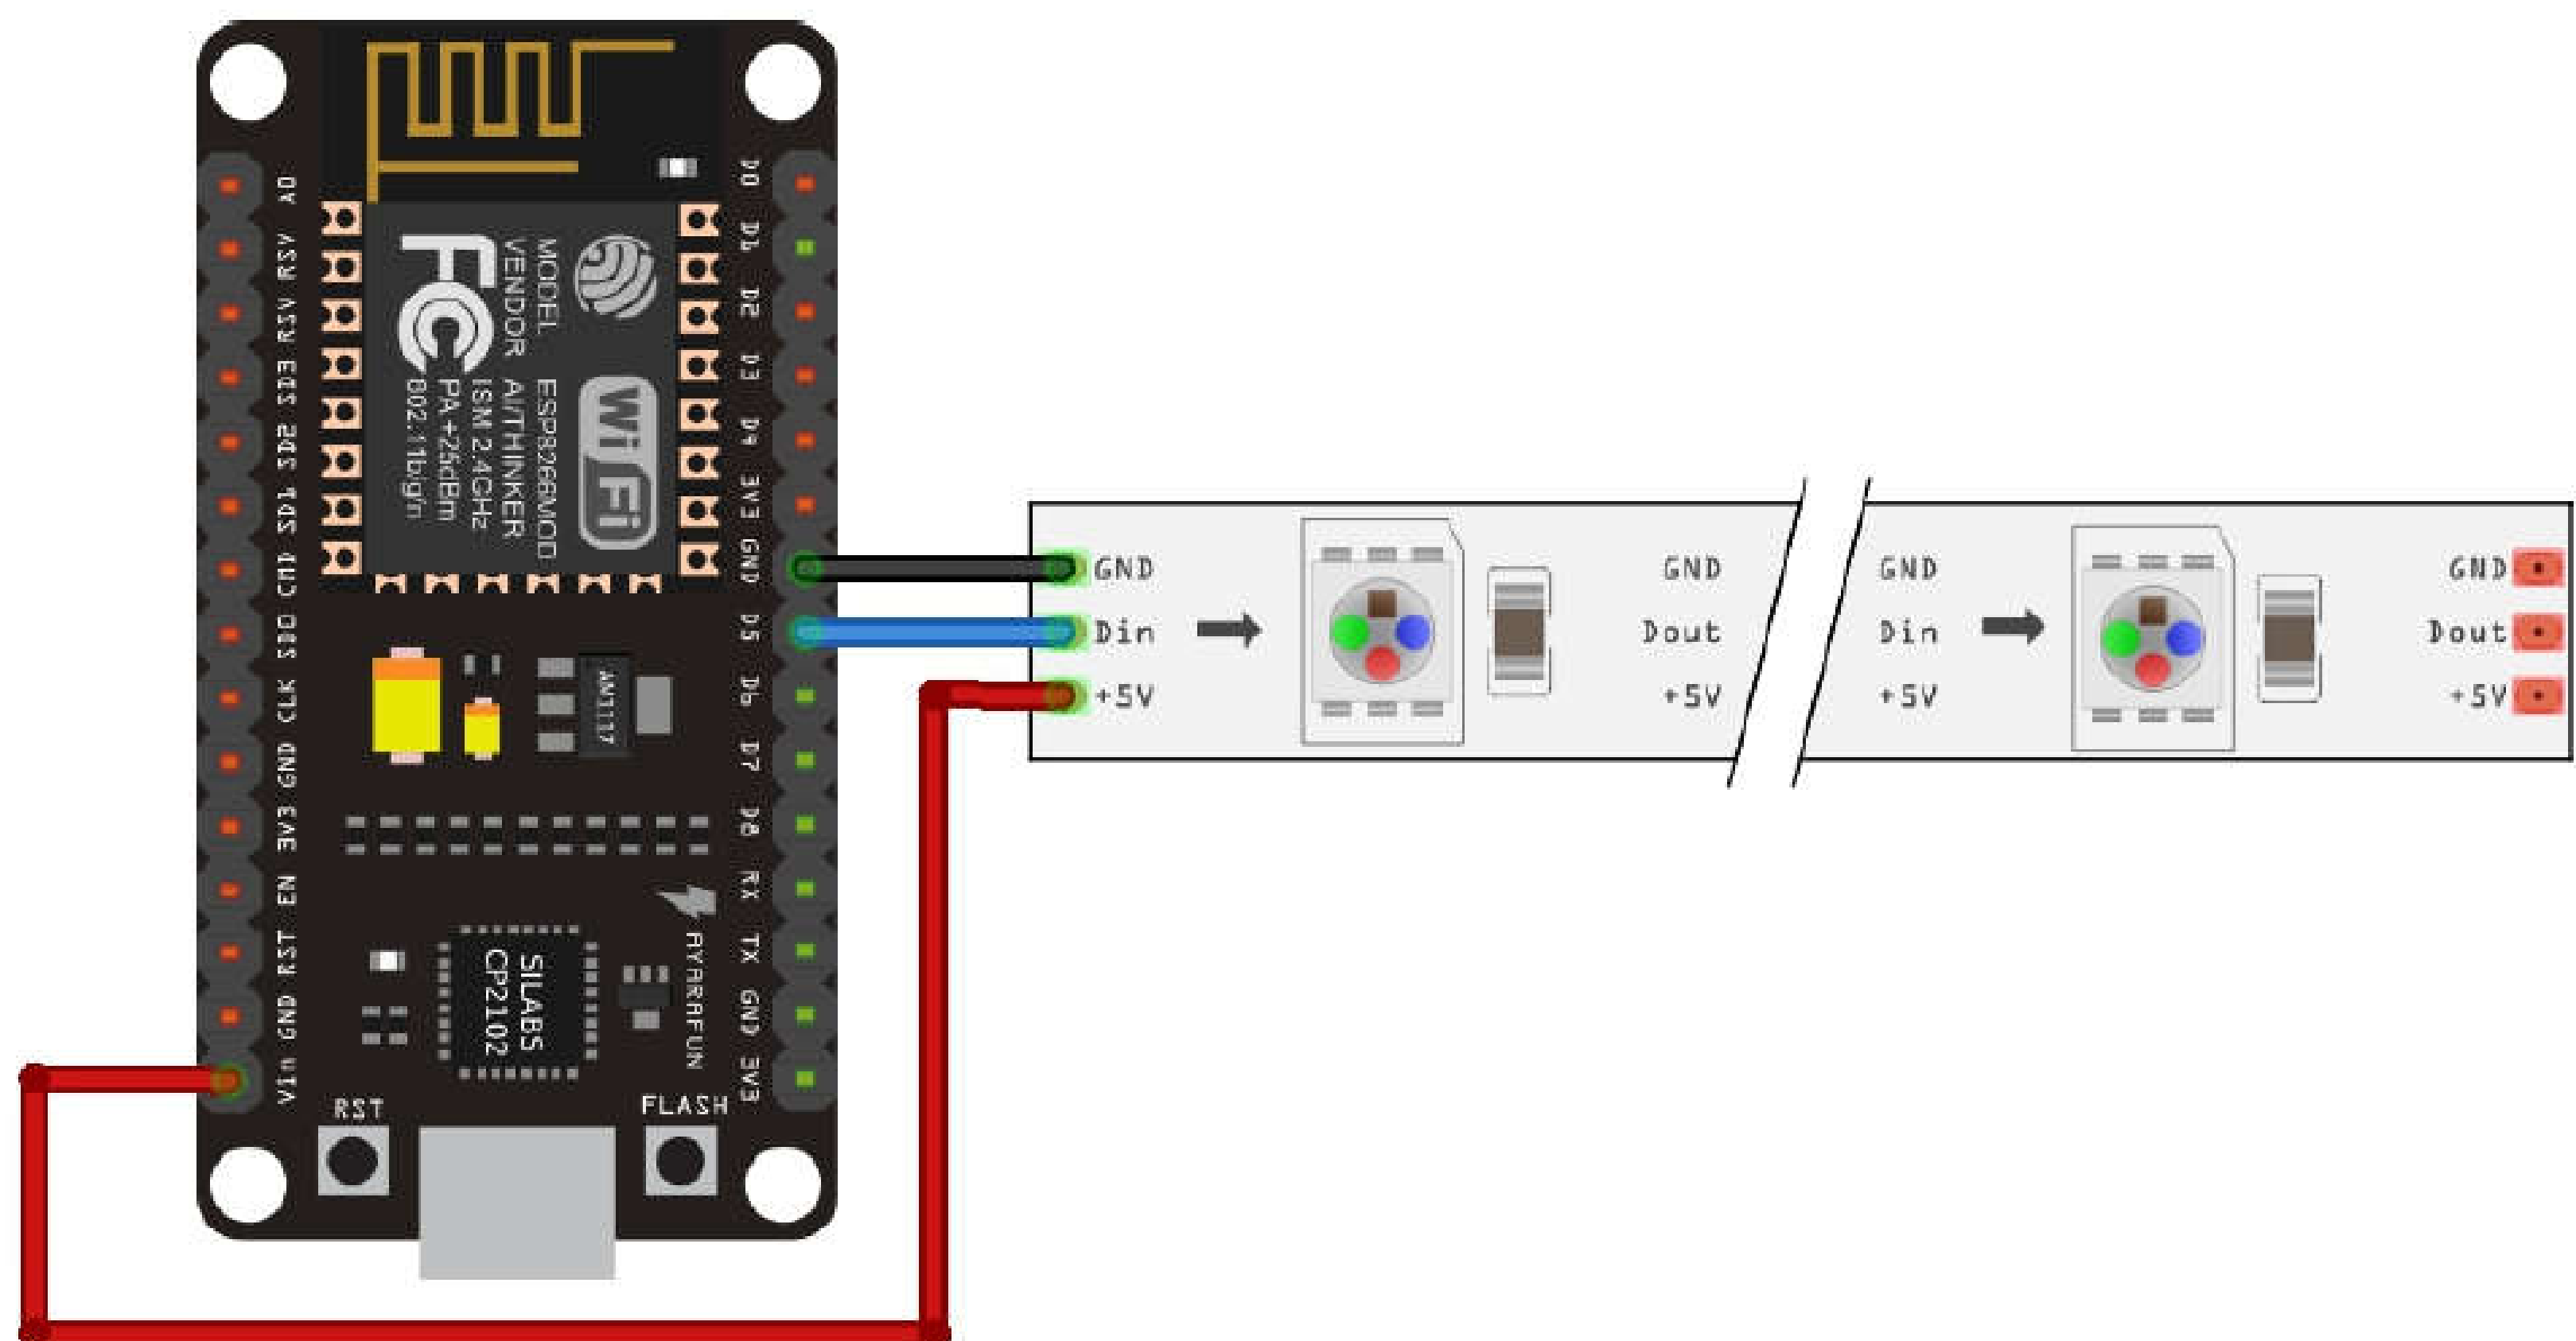 A0
RSV
RSV
SD3
SD2
SD1
CMD
SD0
CLK
GND
3V3
EN
RST
GND
Vin
FC
MODEL
VENDOR
ESP8266MOD
AI/THINKER
ISM 2.4GHz
PA +25dBm
802.11b/g/n
Wi Fi
AMS1117
SILABS
CP2102
AYARAFUN
RST
FLASH
D0
D1
D2
D3
D4
3V3
GND
D5
D6
D7
D8
RX
TX
GND
3V3
GND GND GND GND
Din Dout Din Dout
+5V +5V +5V +5V